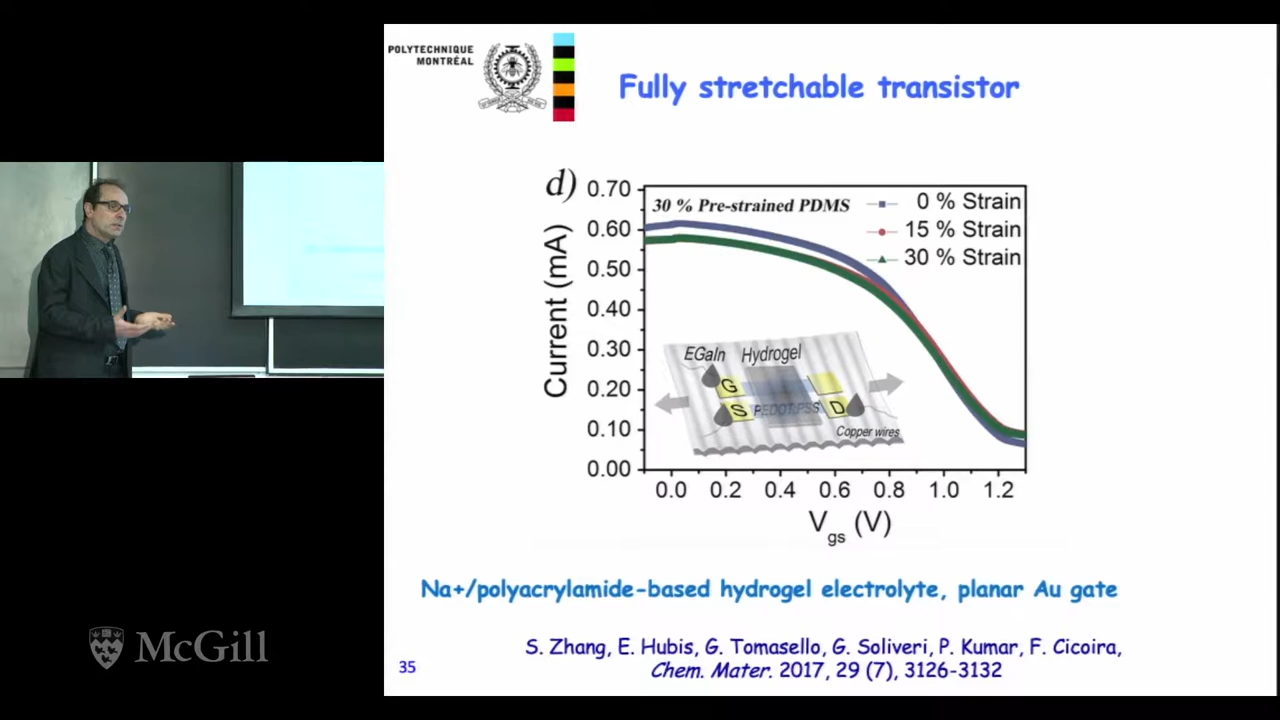 POLYTECHNIQUE
MONTRÉAL
Fully stretchable transistor
d)
30 % Pre-strained PDMS
0 % Strain
15 % Strain
30 % Strain
Current (mA)
0.70
0.60
0.50
0.40
0.30
0.20
0.10
0.00
EGaIn
Hydrogel
G
S
PEDOT:PSS
D
Copper wires
0.0 0.2 0.4 0.6 0.8 1.0 1.2
Vgs (V)
Na+/polyacrylamide-based hydrogel electrolyte, planar Au gate
S. Zhang, E. Hubis, G. Tomasello, G. Soliveri, P. Kumar, F. Cicoira,
Chem. Mater. 2017, 29 (7), 3126-3132
35
McGill